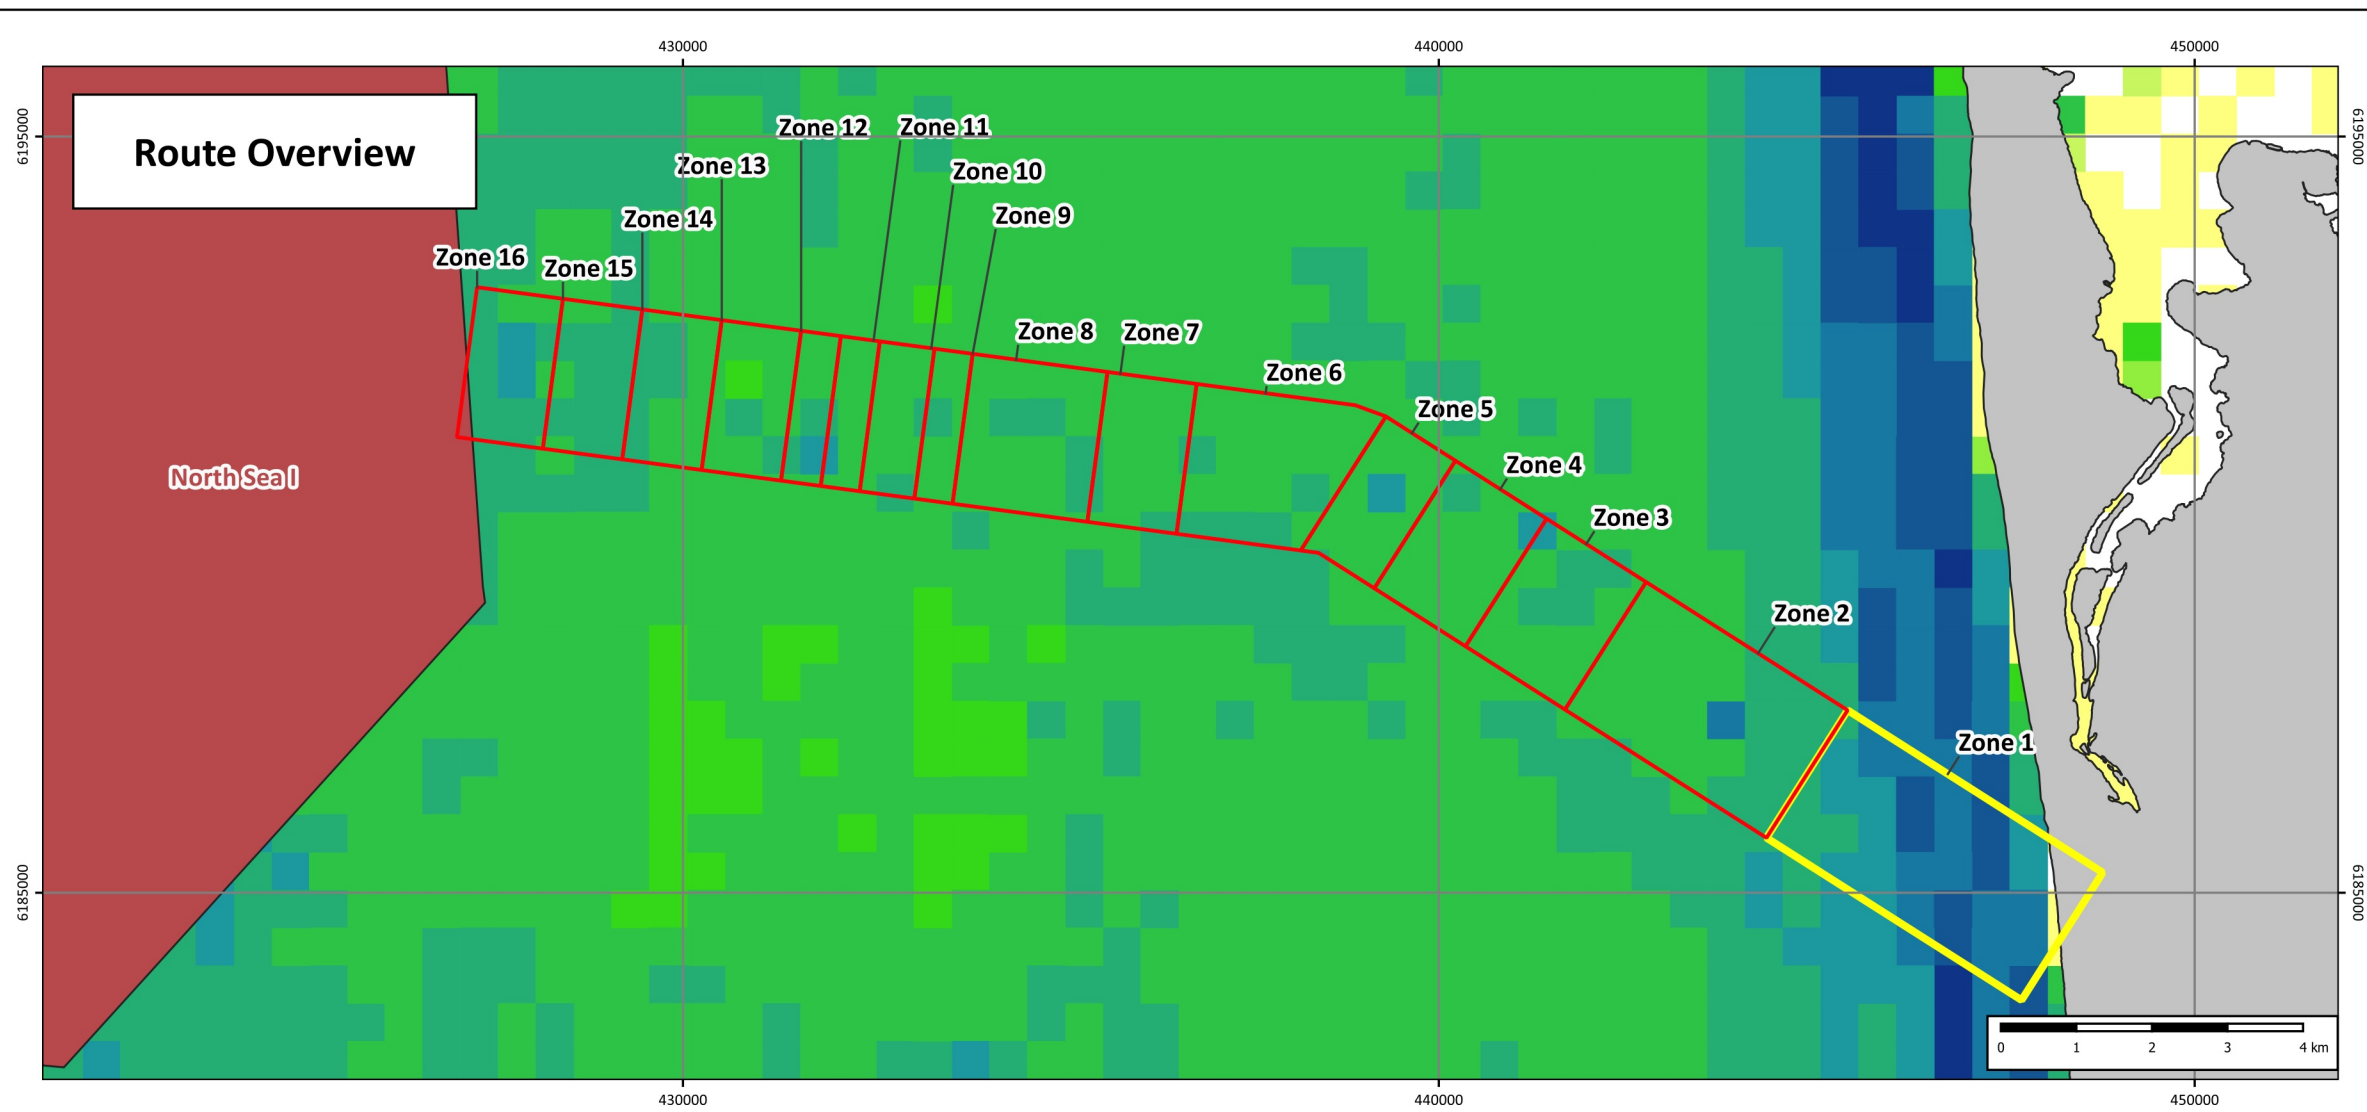 430000
440000
450000
6195000
6195000
Route Overview
Zone 12
Zone 11
Zone 13
Zone 10
Zone 14
Zone 9
Zone 16
Zone 15
Zone 8
Zone 7
Zone 6
Zone 5
Zone 4
North Sea I
Zone 3
Zone 2
Zone 1
6185000
6185000
0 1 2 3 4 km
430000
440000
450000